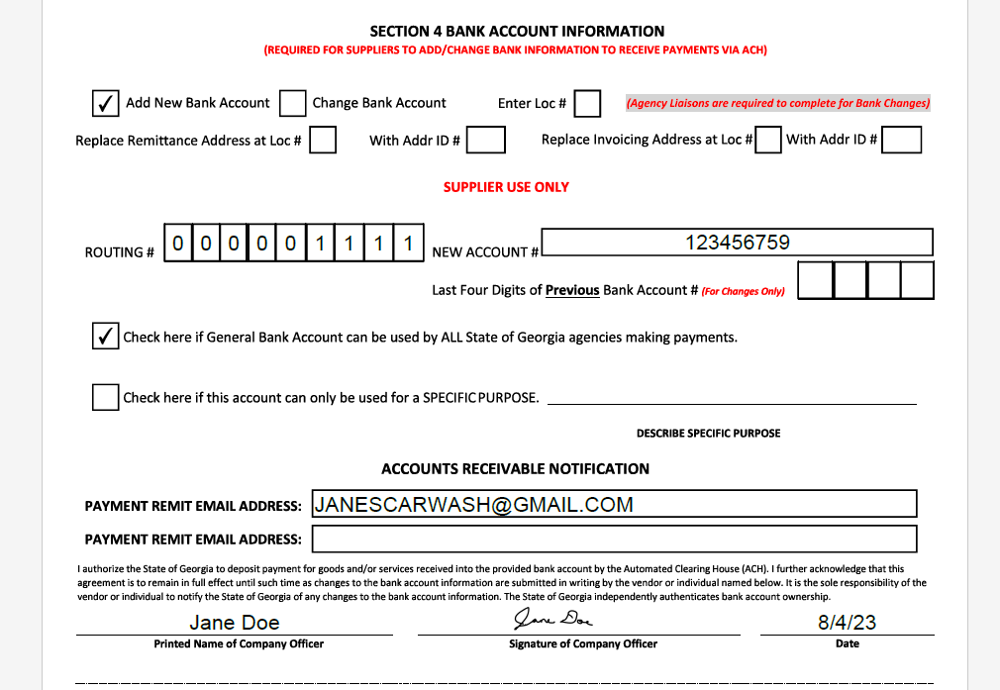 SECTION 4 BANK ACCOUNT INFORMATION
(REQUIRED FOR SUPPLIERS TO ADD/CHANGE BANK INFORMATION TO RECEIVE PAYMENTS VIA ACH)
✓ Add New Bank Account Change Bank Account Enter Loc # (Agency Liaisons are required to complete for Bank Changes)
Replace Remittance Address at Loc # With Addr ID # Replace Invoicing Address at Loc # With Addr ID #
SUPPLIER USE ONLY
ROUTING # 0 0 0 0 0 1 1 1 1 NEW ACCOUNT # 123456759
Last Four Digits of Previous Bank Account # (For Changes Only)
✓ Check here if General Bank Account can be used by ALL State of Georgia agencies making payments.
Check here if this account can only be used for a SPECIFIC PURPOSE.
DESCRIBE SPECIFIC PURPOSE
ACCOUNTS RECEIVABLE NOTIFICATION
PAYMENT REMIT EMAIL ADDRESS: JANESCARWASH@GMAIL.COM
PAYMENT REMIT EMAIL ADDRESS:
I authorize the State of Georgia to deposit payment for goods and/or services received into the provided bank account by the Automated Clearing House (ACH). I further acknowledge that this
agreement is to remain in full effect until such time as changes to the bank account information are submitted in writing by the vendor or individual named below. It is the sole responsibility of the
vendor or individual to notify the State of Georgia of any changes to the bank account information. The State of Georgia independently authenticates bank account ownership.
Jane Doe Jane Doe 8/4/23
Printed Name of Company Officer Signature of Company Officer Date